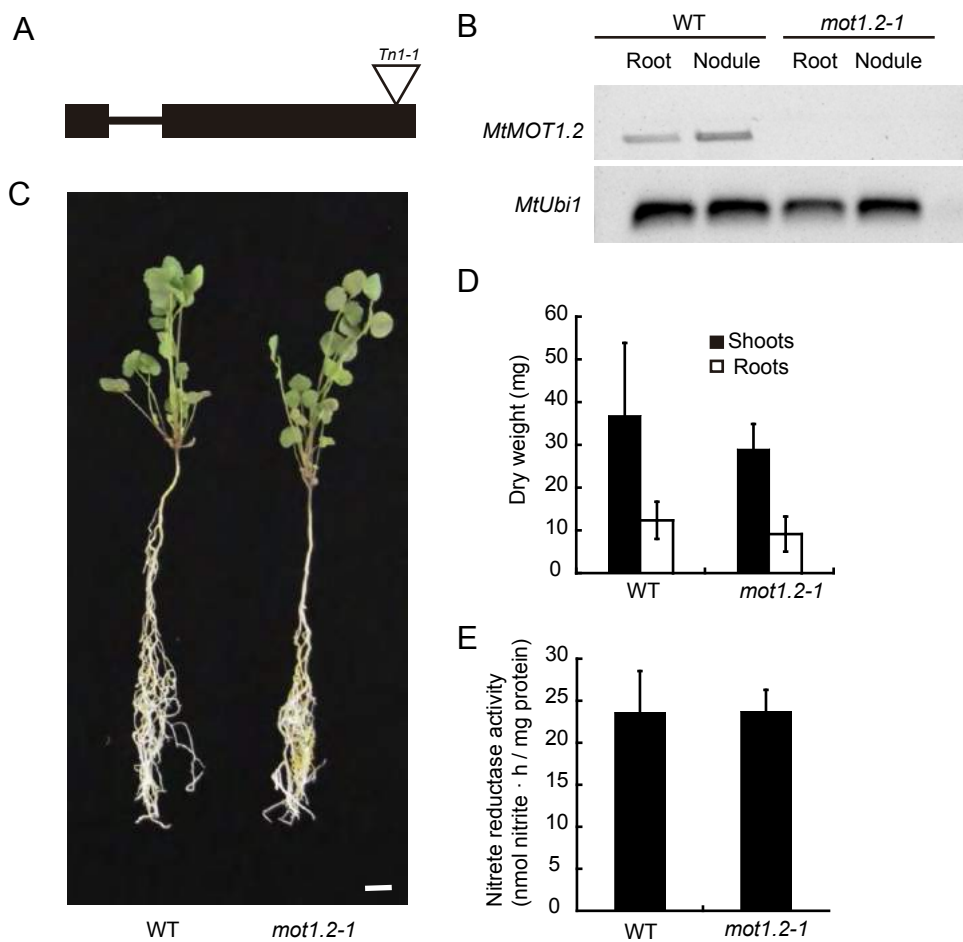 A
Tn1-1
B
WT mot1.2-1
Root Nodule Root Nodule
MtMOT1.2
MtUbi1
C
WT mot1.2-1
D
Dry weight (mg)
60
50
40
30
20
10
0
Shoots
Roots
WT mot1.2-1
E
Nitrete reductase activity
(nmol nitrite · h / mg protein)
30
25
20
15
10
5
0
WT mot1.2-1